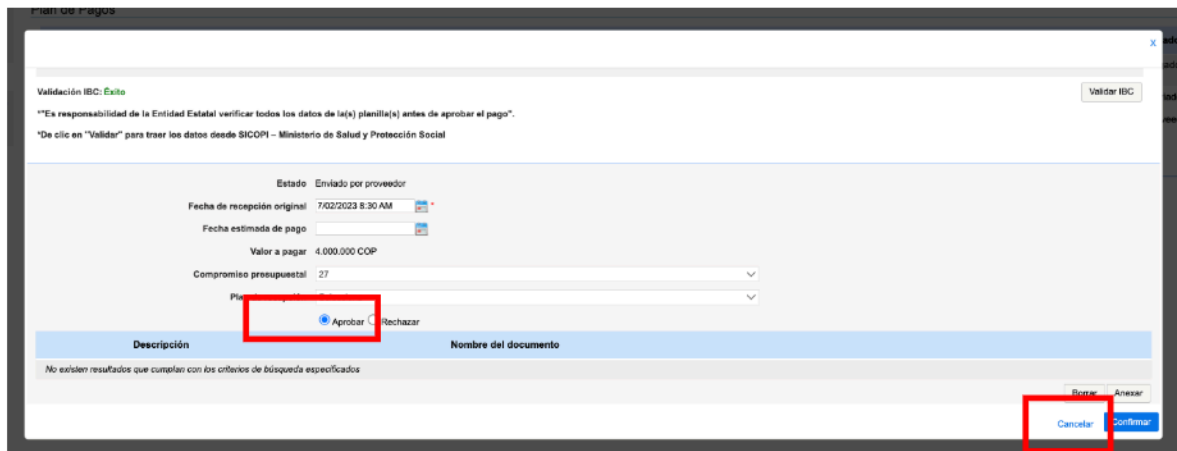 Plan de Pagos
x
Validación IBC: Éxito
Validar IBC
*"Es responsabilidad de la Entidad Estatal verificar todos los datos de la(s) planilla(s) antes de aprobar el pago".
*De clic en "Validar" para traer los datos desde SICOPI – Ministerio de Salud y Protección Social
Estado Enviado por proveedor
Fecha de recepción original 7/02/2023 8:30 AM *
Fecha estimada de pago
Valor a pagar 4.000.000 COP
Compromiso presupuestal 27
Aprobar Rechazar
Descripción Nombre del documento
No existen resultados que cumplan con los criterios de búsqueda especificados
Borrar Anexar
Cancelar Confirmar